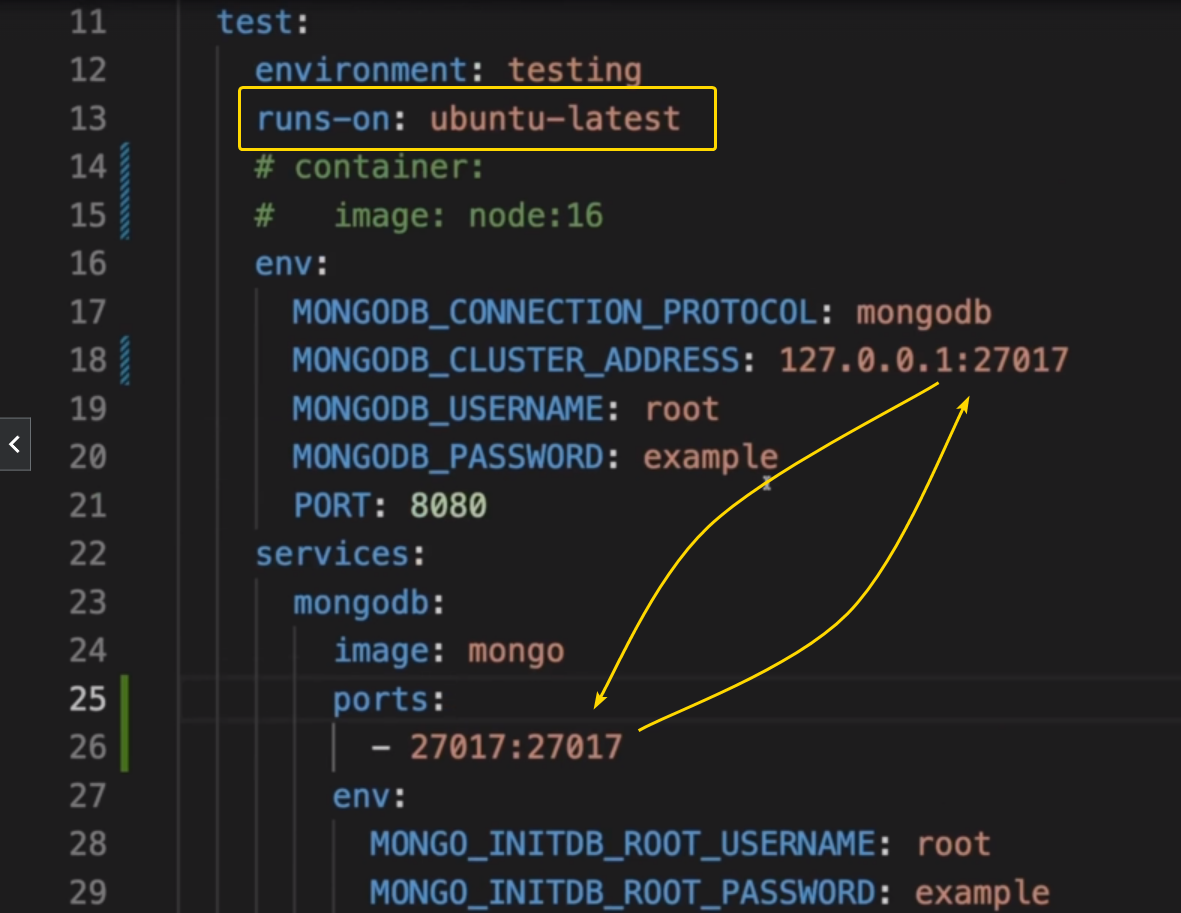 11 test:
12 environment: testing
13 runs-on: ubuntu-latest
14 # container:
15 #   image: node:16
16 env:
17 MONGODB_CONNECTION_PROTOCOL: mongodb
18 MONGODB_CLUSTER_ADDRESS: 127.0.0.1:27017
19 MONGODB_USERNAME: root
20 MONGODB_PASSWORD: example
21 PORT: 8080
22 services:
23 mongodb:
24 image: mongo
25 ports:
26 - 27017:27017
27 env:
28 MONGO_INITDB_ROOT_USERNAME: root
29 MONGO_INITDB_ROOT_PASSWORD: example